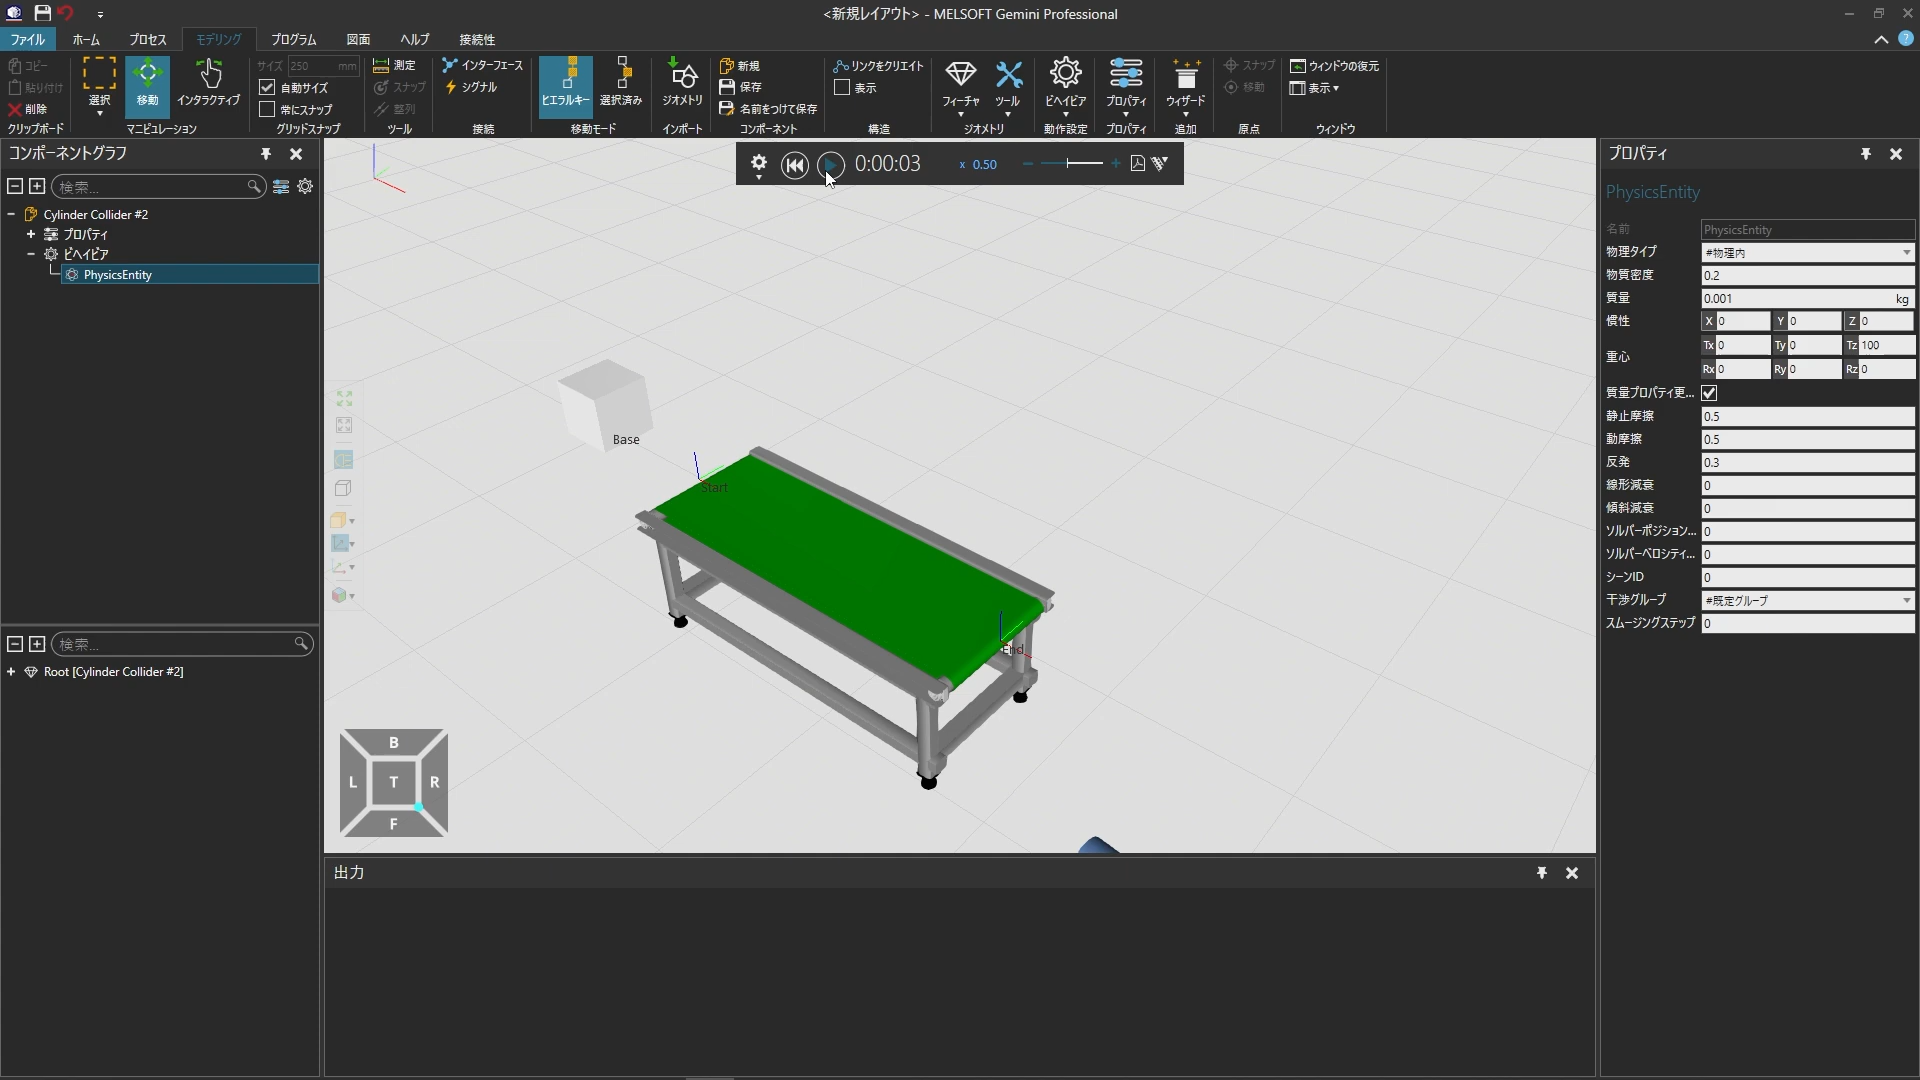 <新規レイアウト> - MELSOFT Gemini Professional
ファイル ホーム プロセス モデリング プログラム 図面 ヘルプ 接続性
コピー
貼り付け
削除
クリップボード
選択
移動
インタラクティブ
マニピュレーション
サイズ 250 mm
自動サイズ
常にスナップ
グリッドスナップ
測定
スナップ
整列
ツール
インターフェース
シグナル
接続
ヒエラルキー
選択済み
移動モード
ジオメトリ
インポート
新規
保存
名前をつけて保存
コンポーネント
リンクをクリエイト
表示
構造
フィーチャ
ツール
ジオメトリ
ビヘイビア
動作設定
プロパティ
プロパティ
ウィザード
追加
スナップ
移動
原点
ウィンドウの復元
表示
ウィンドウ
コンポーネントグラフ
検索...
Cylinder Collider #2
プロパティ
ビヘイビア
PhysicsEntity
検索...
Root [Cylinder Collider #2]
0:00:03
x 0.50
Base
Start
End
B
L T R
F
出力
プロパティ
PhysicsEntity
名前 PhysicsEntity
物理タイプ #物理内
物質密度 0.2
質量 0.001 kg
慣性 X 0 Y 0 Z 0
重心 Tx 0 Ty 0 Tz 100
Rx 0 Ry 0 Rz 0
質量プロパティ更...
静止摩擦 0.5
動摩擦 0.5
反発 0.3
線形減衰 0
傾斜減衰 0
ソルバーポジション... 0
ソルバーベロシティ... 0
シーンID 0
干渉グループ #既定グループ
スムージングステップ 0